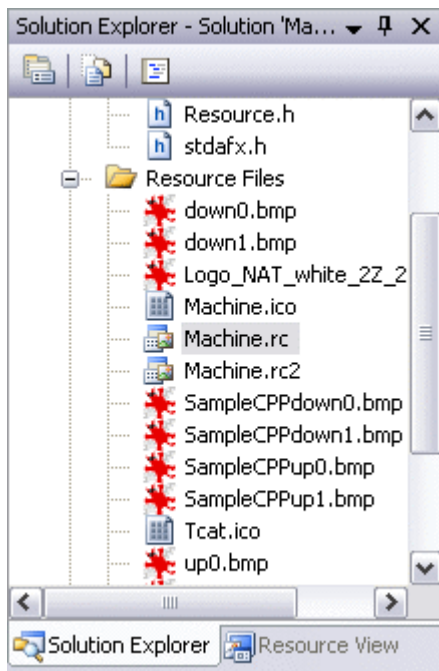 Solution Explorer - Solution 'Ma...
Resource.h
stdafx.h
Resource Files
down0.bmp
down1.bmp
Logo_NAT_white_2Z_2
Machine.ico
Machine.rc
Machine.rc2
SampleCPPdown0.bmp
SampleCPPdown1.bmp
SampleCPPup0.bmp
SampleCPPup1.bmp
Tcat.ico
up0.bmp
Solution Explorer Resource View